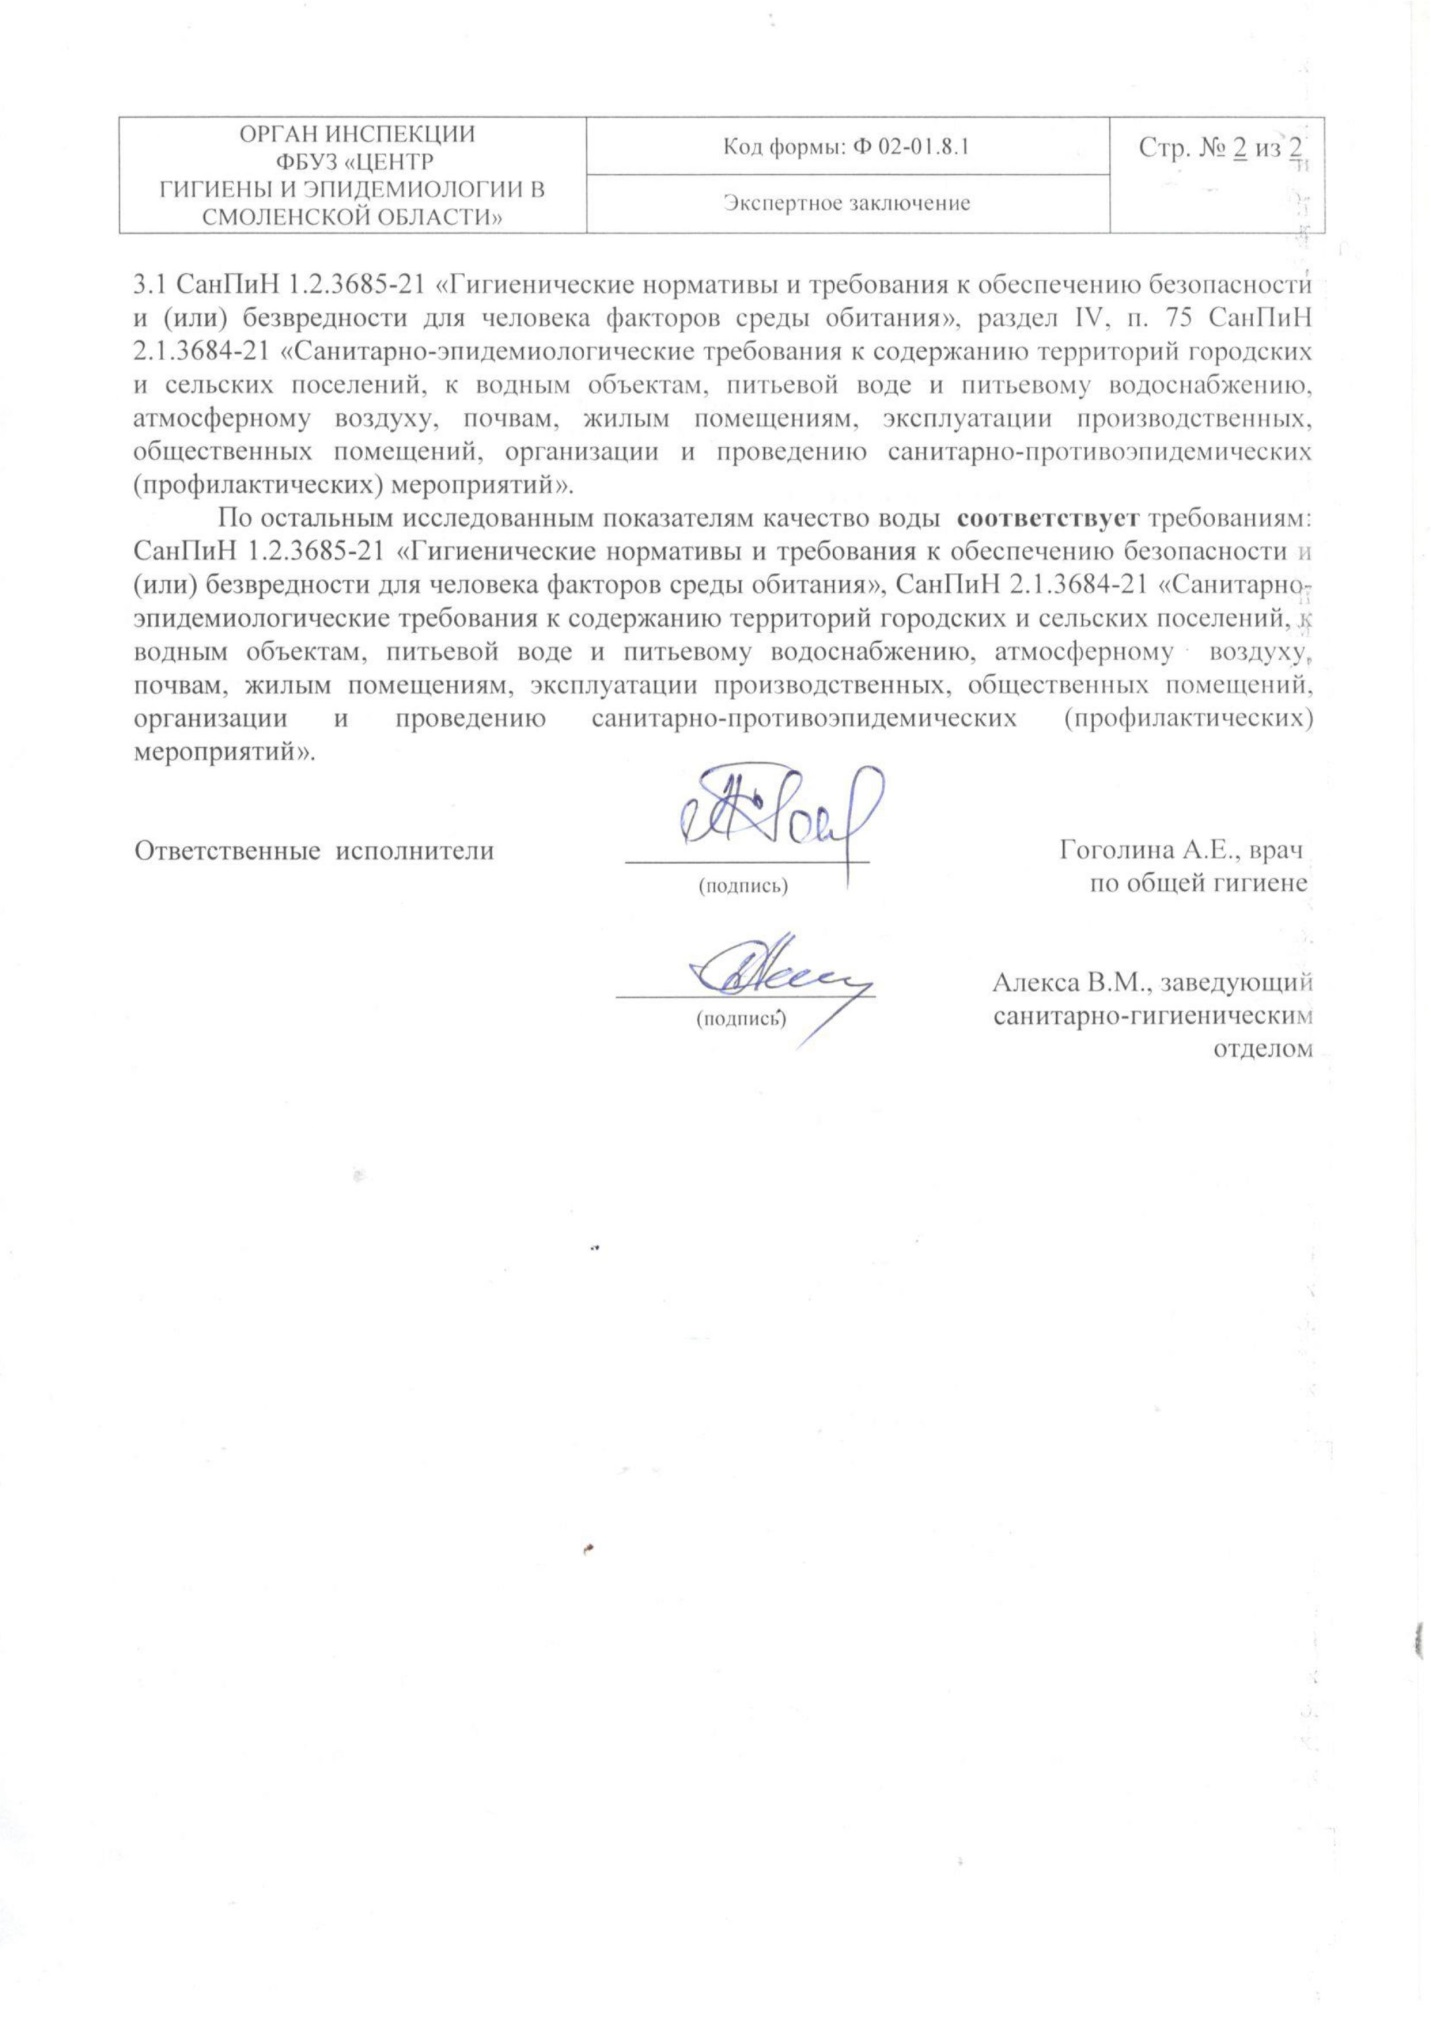 ОРГАН ИНСПЕКЦИИ
ФБУЗ «ЦЕНТР
ГИГИЕНЫ И ЭПИДЕМИОЛОГИИ В
СМОЛЕНСКОЙ ОБЛАСТИ»
Код формы: Ф 02-01.8.1
Экспертное заключение
Стр. № 2 из 2
3.1 СанПиН 1.2.3685-21 «Гигиенические нормативы и требования к обеспечению безопасности
и (или) безвредности для человека факторов среды обитания», раздел IV, п. 75 СанПиН
2.1.3684-21 «Санитарно-эпидемиологические требования к содержанию территорий городских
и сельских поселений, к водным объектам, питьевой воде и питьевому водоснабжению,
атмосферному воздуху, почвам, жилым помещениям, эксплуатации производственных,
общественных помещений, организации и проведению санитарно-противоэпидемических
(профилактических) мероприятий».
По остальным исследованным показателям качество воды соответствует требованиям:
СанПиН 1.2.3685-21 «Гигиенические нормативы и требования к обеспечению безопасности и
(или) безвредности для человека факторов среды обитания», СанПиН 2.1.3684-21 «Санитарно-
эпидемиологические требования к содержанию территорий городских и сельских поселений, к
водным объектам, питьевой воде и питьевому водоснабжению, атмосферному воздуху,
почвам, жилым помещениям, эксплуатации производственных, общественных помещений,
организации и проведению санитарно-противоэпидемических (профилактических)
мероприятий».
Ответственные исполнители
(подпись)
Гоголина А.Е., врач
по общей гигиене
(подпись)
Алекса В.М., заведующий
санитарно-гигиеническим
отделом